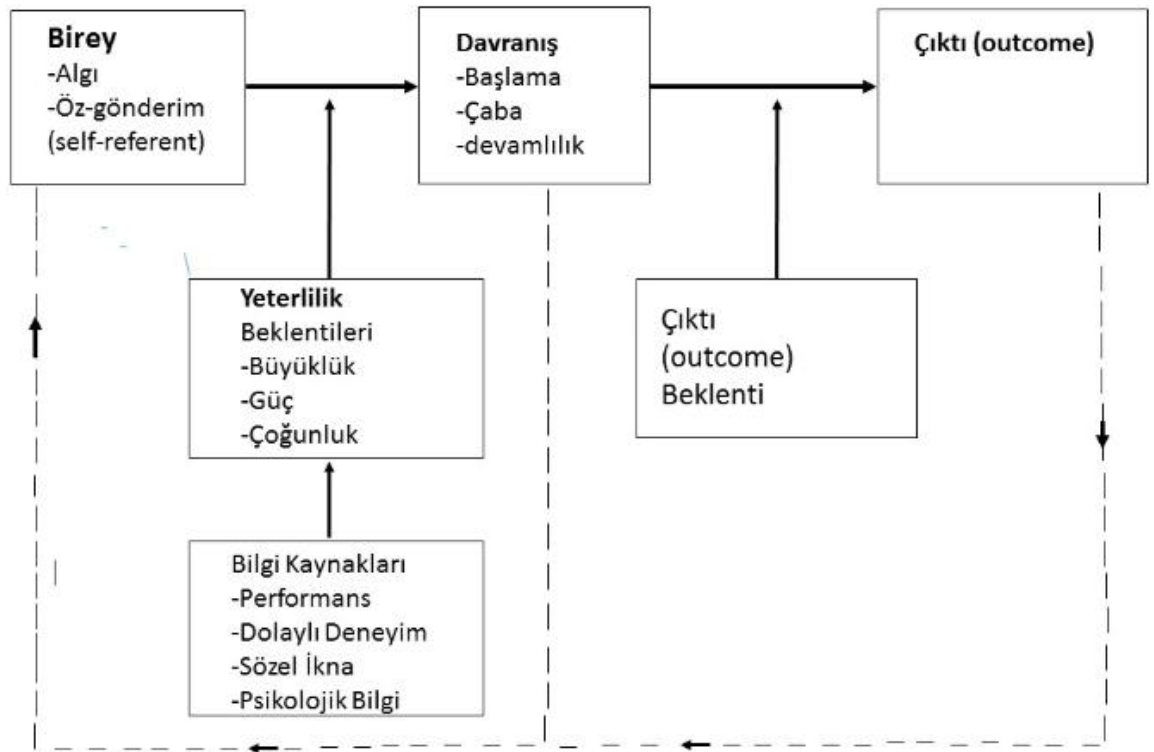 Birey
-Algı
-Öz-gönderim
(self-referent)
Davranış
-Başlama
-Çaba
-devamlılık
Çıktı (outcome)
Yeterlilik
Beklentileri
-Büyüklük
-Güç
-Çoğunluk
Çıktı
(outcome)
Beklenti
Bilgi Kaynakları
-Performans
-Dolaylı Deneyim
-Sözel İkna
-Psikolojik Bilgi